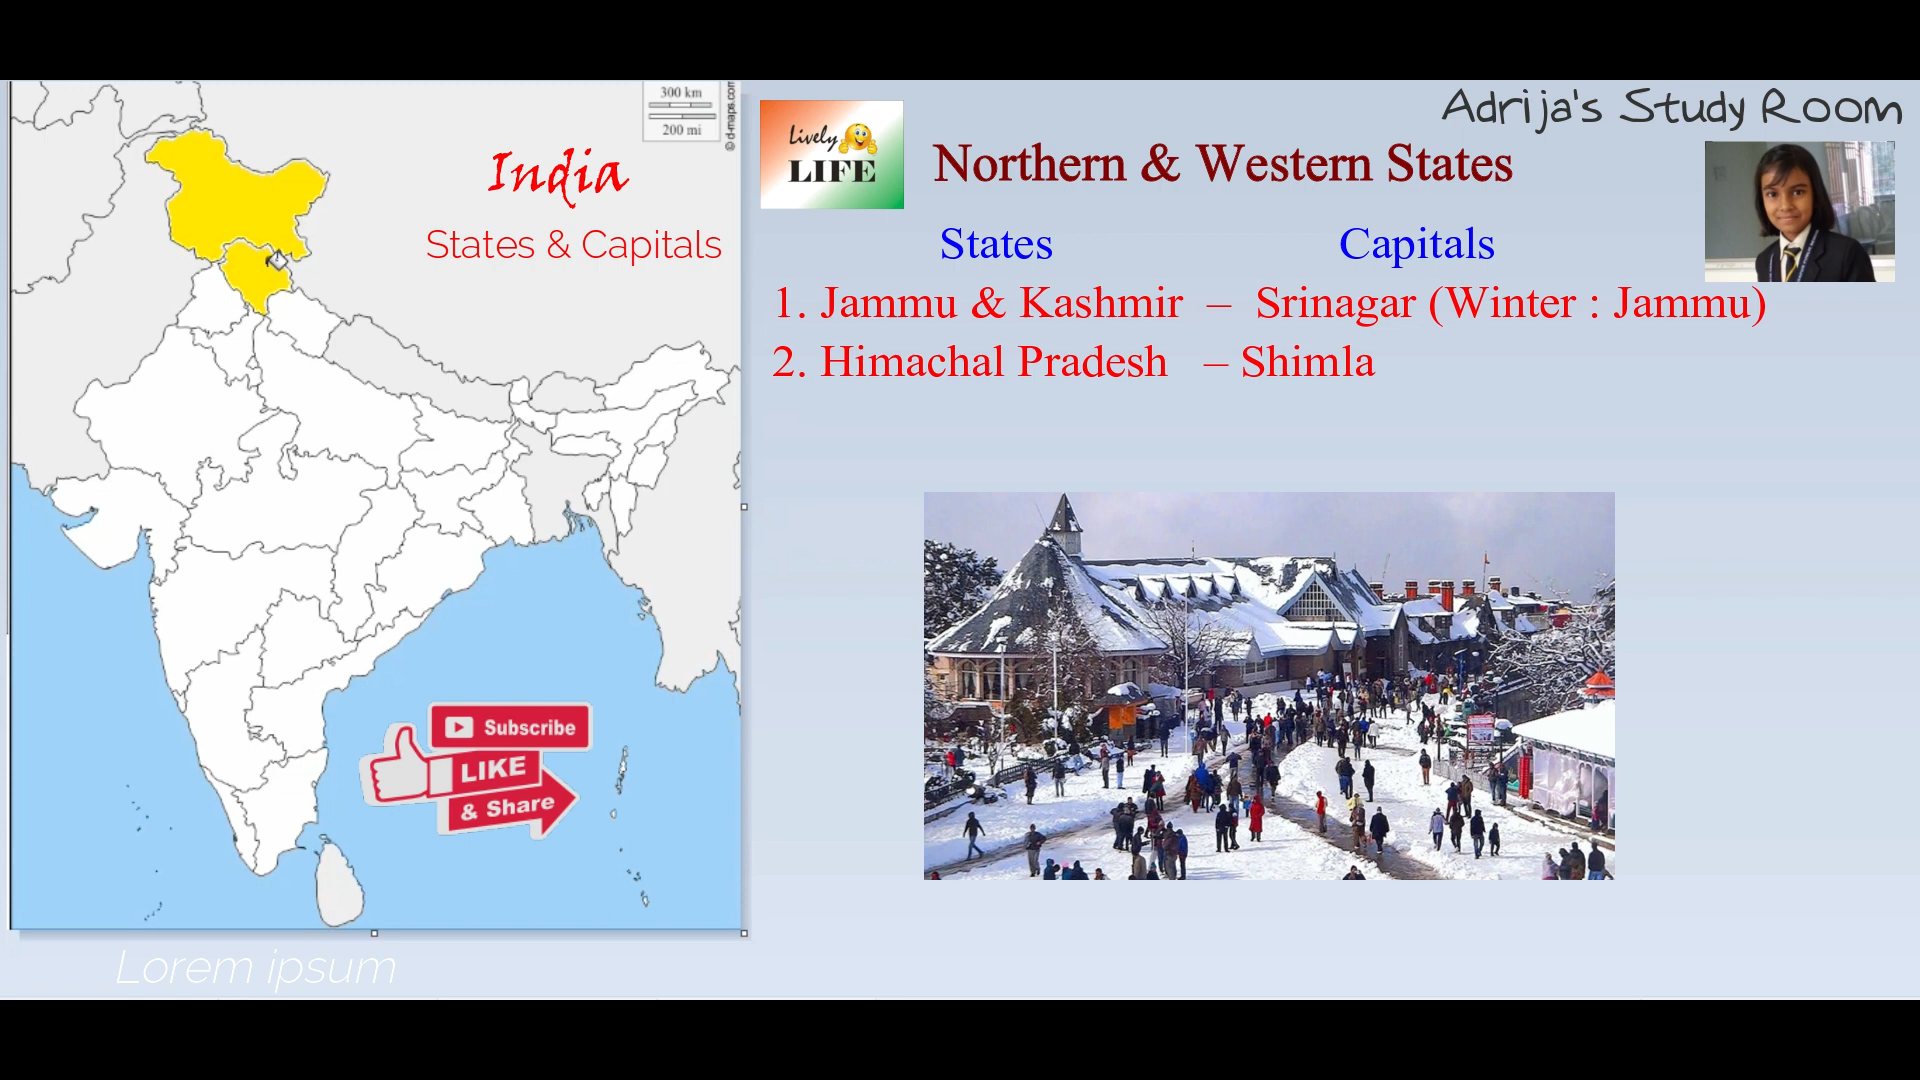 300 km
200 mi
© d-maps.com
India
States & Capitals
Subscribe
LIKE
& Share
Lorem ipsum
Lively
LIFE
Adrija's Study Room
Northern & Western States
States Capitals
1. Jammu & Kashmir – Srinagar (Winter : Jammu)
2. Himachal Pradesh – Shimla